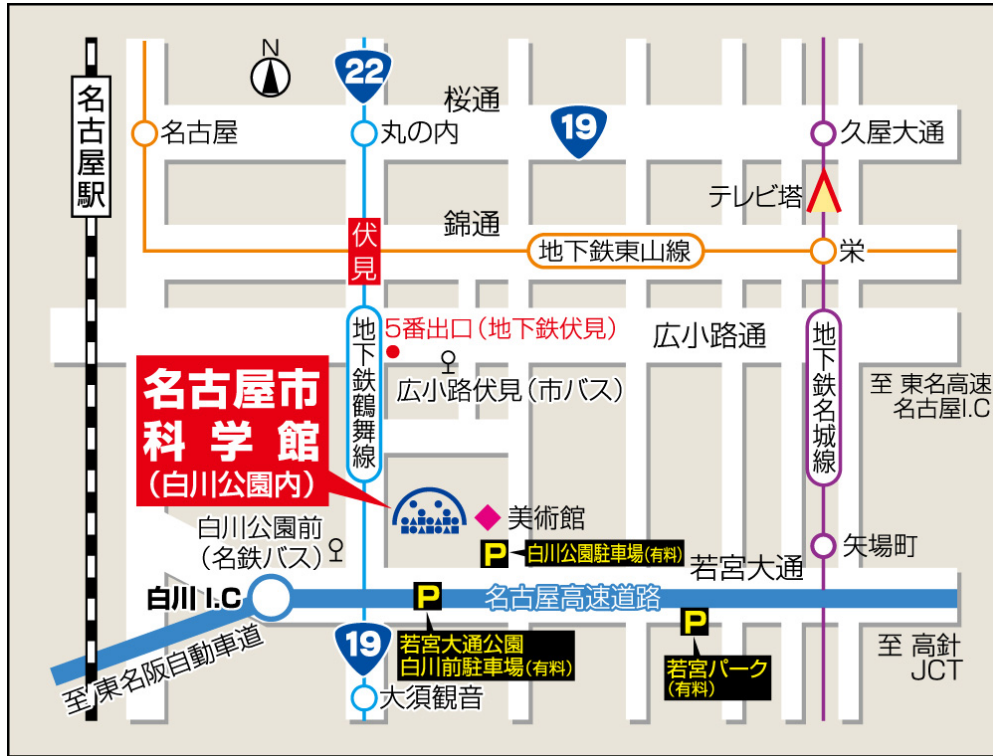 N
22
桜通
19
名古屋駅
名古屋
丸の内
久屋大通
テレビ塔
錦通
伏見
地下鉄東山線
栄
5番出口(地下鉄伏見)
広小路通
地下鉄鶴舞線
地下鉄名城線
広小路伏見(市バス)
至 東名高速
名古屋I.C
名古屋市
科学館
(白川公園内)
美術館
白川公園前
(名鉄バス)
P
白川公園駐車場(有料)
矢場町
若宮大通
白川 I.C
P
名古屋高速道路
P
至 東名阪自動車道
19
若宮大通公園
白川前駐車場(有料)
若宮パーク
(有料)
至 高針
JCT
大須観音